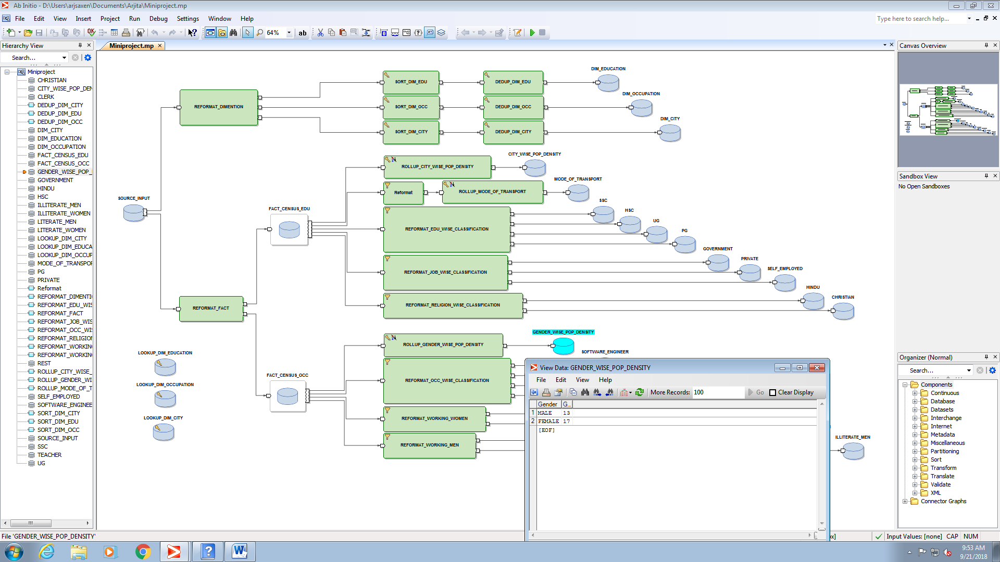 Ab Initio - D:\Users\arjsaxen\Documents\Arjita\Miniproject.mp
File Edit View Insert Project Run Debug Settings Window Help
Type here to search help...
64%
ab
Hierarchy View
Search...
Miniproject
CHRISTIAN
CITY_WISE_POP_DEN
CLERK
DEDUP_DIM_CITY
DEDUP_DIM_EDU
DEDUP_DIM_OCC
DIM_CITY
DIM_EDUCATION
DIM_OCCUPATION
FACT_CENSUS_EDU
FACT_CENSUS_OCC
GENDER_WISE_POP_
GOVERNMENT
HINDU
HSC
ILLITERATE_MEN
ILLITERATE_WOMEN
LITERATE_MEN
LITERATE_WOMEN
LOOKUP_DIM_CITY
LOOKUP_DIM_EDUCA
LOOKUP_DIM_OCCUP
MODE_OF_TRANSPOR
PG
PRIVATE
Reformat
REFORMAT_DIMENTI
REFORMAT_EDU_WIS
REFORMAT_FACT
REFORMAT_JOB_WIS
REFORMAT_OCC_WIS
REFORMAT_RELIGION
REFORMAT_WORKING
REFORMAT_WORKING
REST
ROLLUP_CITY_WISE_
ROLLUP_GENDER_WI
ROLLUP_MODE_OF_T
SELF_EMPLOYED
SOFTWARE_ENGINEE
SORT_DIM_CITY
SORT_DIM_EDU
SORT_DIM_OCC
SOURCE_INPUT
SSC
TEACHER
UG
Miniproject.mp
DIM_EDUCATION
SORT_DIM_EDU
DEDUP_DIM_EDU
DIM_OCCUPATION
REFORMAT_DIMENTION
SORT_DIM_OCC
DEDUP_DIM_OCC
DIM_CITY
SORT_DIM_CITY
DEDUP_DIM_CITY
CITY_WISE_POP_DENSITY
ROLLUP_CITY_WISE_POP_DENSITY
MODE_OF_TRANSPORT
Reformat
ROLLUP_MODE_OF_TRANSPORT
SOURCE_INPUT
SSC
FACT_CENSUS_EDU
HSC
UG
REFORMAT_EDU_WISE_CLASSIFICATION
PG
GOVERNMENT
PRIVATE
SELF_EMPLOYED
REFORMAT_JOB_WISE_CLASSIFICATION
HINDU
CHRISTIAN
REFORMAT_RELIGION_WISE_CLASSIFICATION
REFORMAT_FACT
GENDER_WISE_POP_DENSITY
ROLLUP_GENDER_WISE_POP_DENSITY
SOFTWARE_ENGINEER
LOOKUP_DIM_EDUCATION
FACT_CENSUS_OCC
REFORMAT_OCC_WISE_CLASSIFICATION
LOOKUP_DIM_OCCUPATION
LOOKUP_DIM_CITY
REFORMAT_WORKING_WOMEN
REFORMAT_WORKING_MEN
ILLITERATE_MEN
View Data: GENDER_WISE_POP_DENSITY
File Edit View Help
More Records: 100 Go Clear Display
Gender G...
1 MALE 13
2 FEMALE 17
[EOF]
Canvas Overview
Sandbox View
No Open Sandboxes
Organizer (Normal)
Search...
Components
Continuous
Database
Datasets
Interchange
Internet
Metadata
Miscellaneous
Partitioning
Sort
Transform
Translate
Validate
XML
Connector Graphs
File 'GENDER_WISE_POP_DENSITY'
x] Input Values: [none] CAP NUM
9:53 AM
9/21/2018